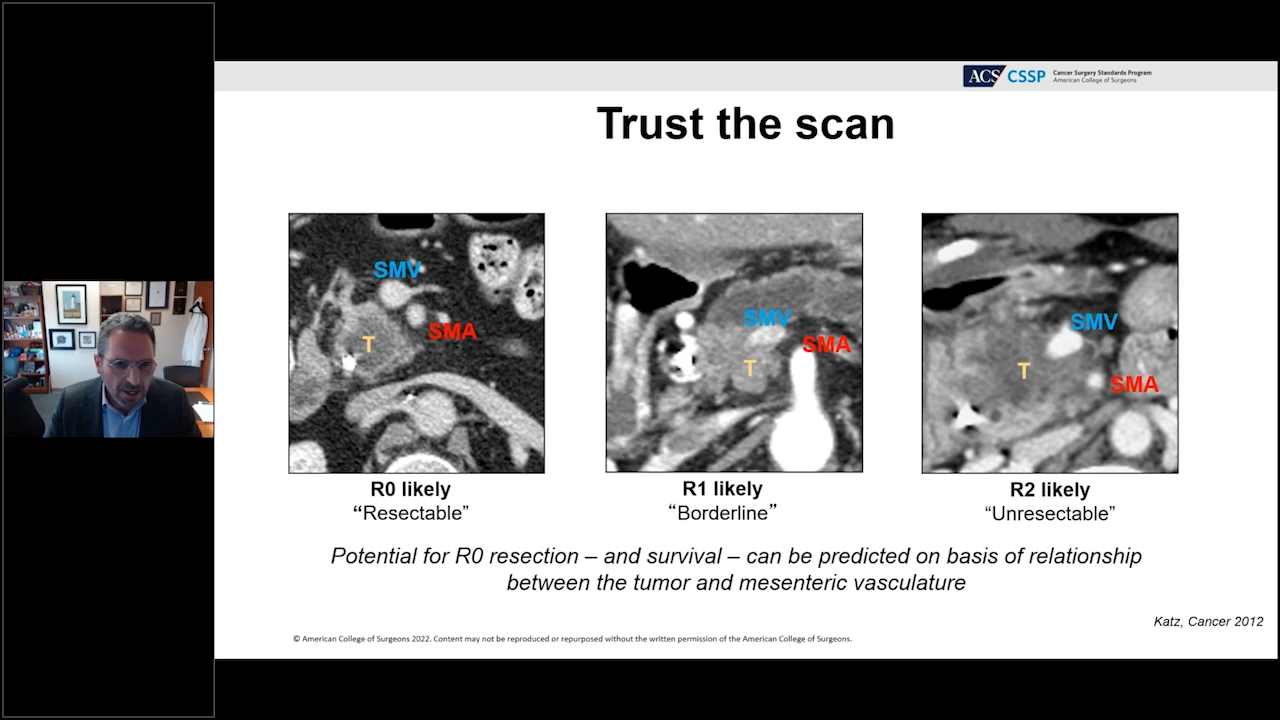 ACS CSSP Cancer Surgery Standards Program
American College of Surgeons
Trust the scan
SMV
SMA
T
SMV
SMA
T
SMV
SMA
T
R0 likely
“Resectable”
R1 likely
“Borderline”
R2 likely
“Unresectable”
Potential for R0 resection – and survival – can be predicted on basis of relationship
between the tumor and mesenteric vasculature
Katz, Cancer 2012
© American College of Surgeons 2022. Content may not be reproduced or repurposed without the written permission of the American College of Surgeons.